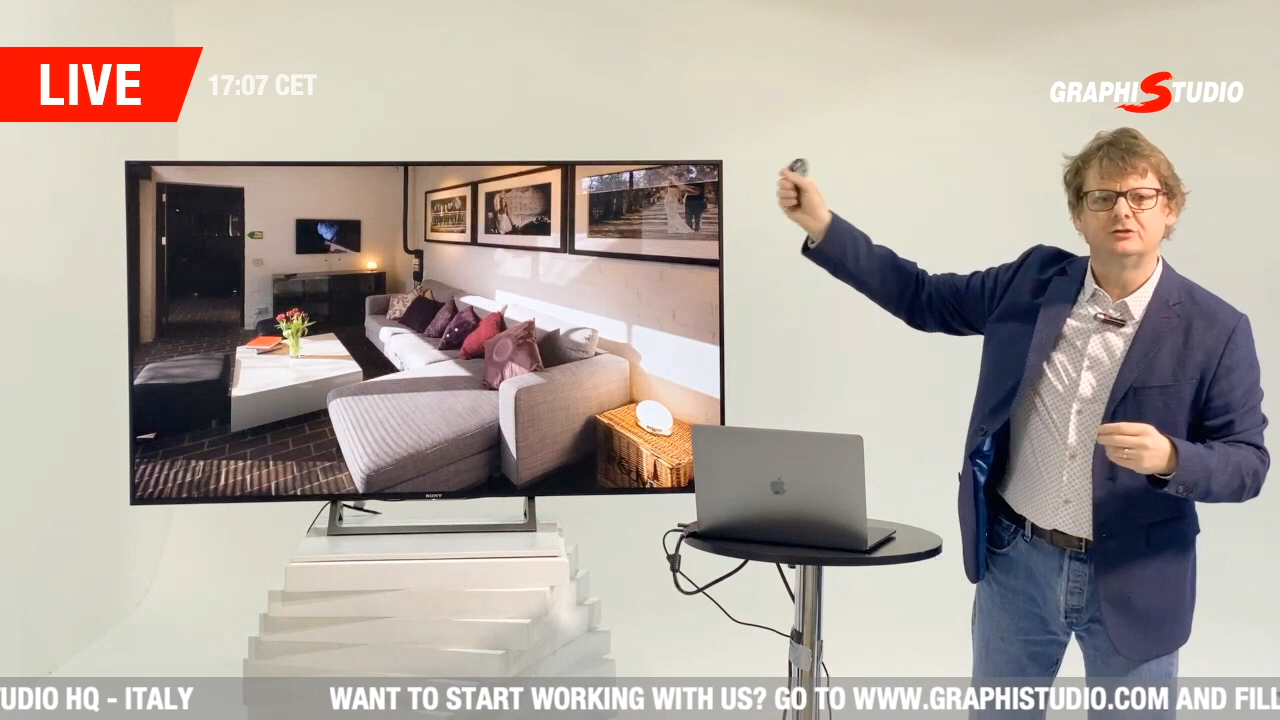 LIVE
17:07 CET
GRAPHISTUDIO
SONY
UDIO HQ - ITALY
WANT TO START WORKING WITH US? GO TO WWW.GRAPHISTUDIO.COM AND FILL